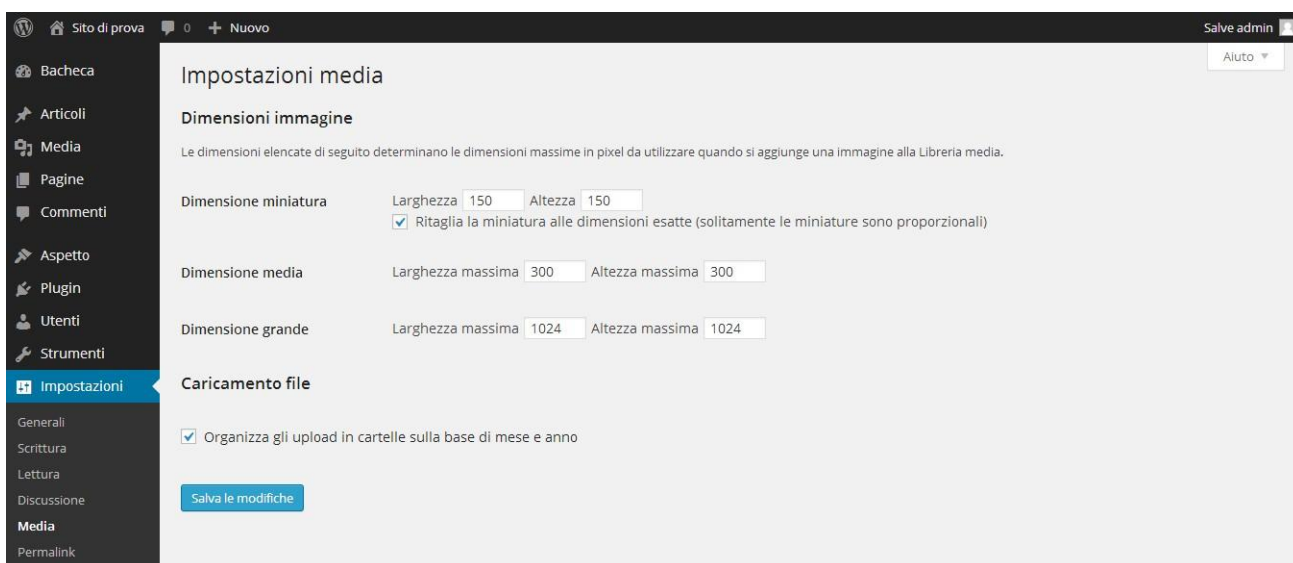 Sito di prova 0 Nuovo Salve admin
Aiuto
Bacheca
Articoli
Media
Pagine
Commenti
Aspetto
Plugin
Utenti
Strumenti
Impostazioni
Generali
Scrittura
Lettura
Discussione
Media
Permalink
Impostazioni media
Dimensioni immagine
Le dimensioni elencate di seguito determinano le dimensioni massime in pixel da utilizzare quando si aggiunge una immagine alla Libreria media.
Dimensione miniatura Larghezza 150 Altezza 150
Ritaglia la miniatura alle dimensioni esatte (solitamente le miniature sono proporzionali)
Dimensione media Larghezza massima 300 Altezza massima 300
Dimensione grande Larghezza massima 1024 Altezza massima 1024
Caricamento file
Organizza gli upload in cartelle sulla base di mese e anno
Salva le modifiche